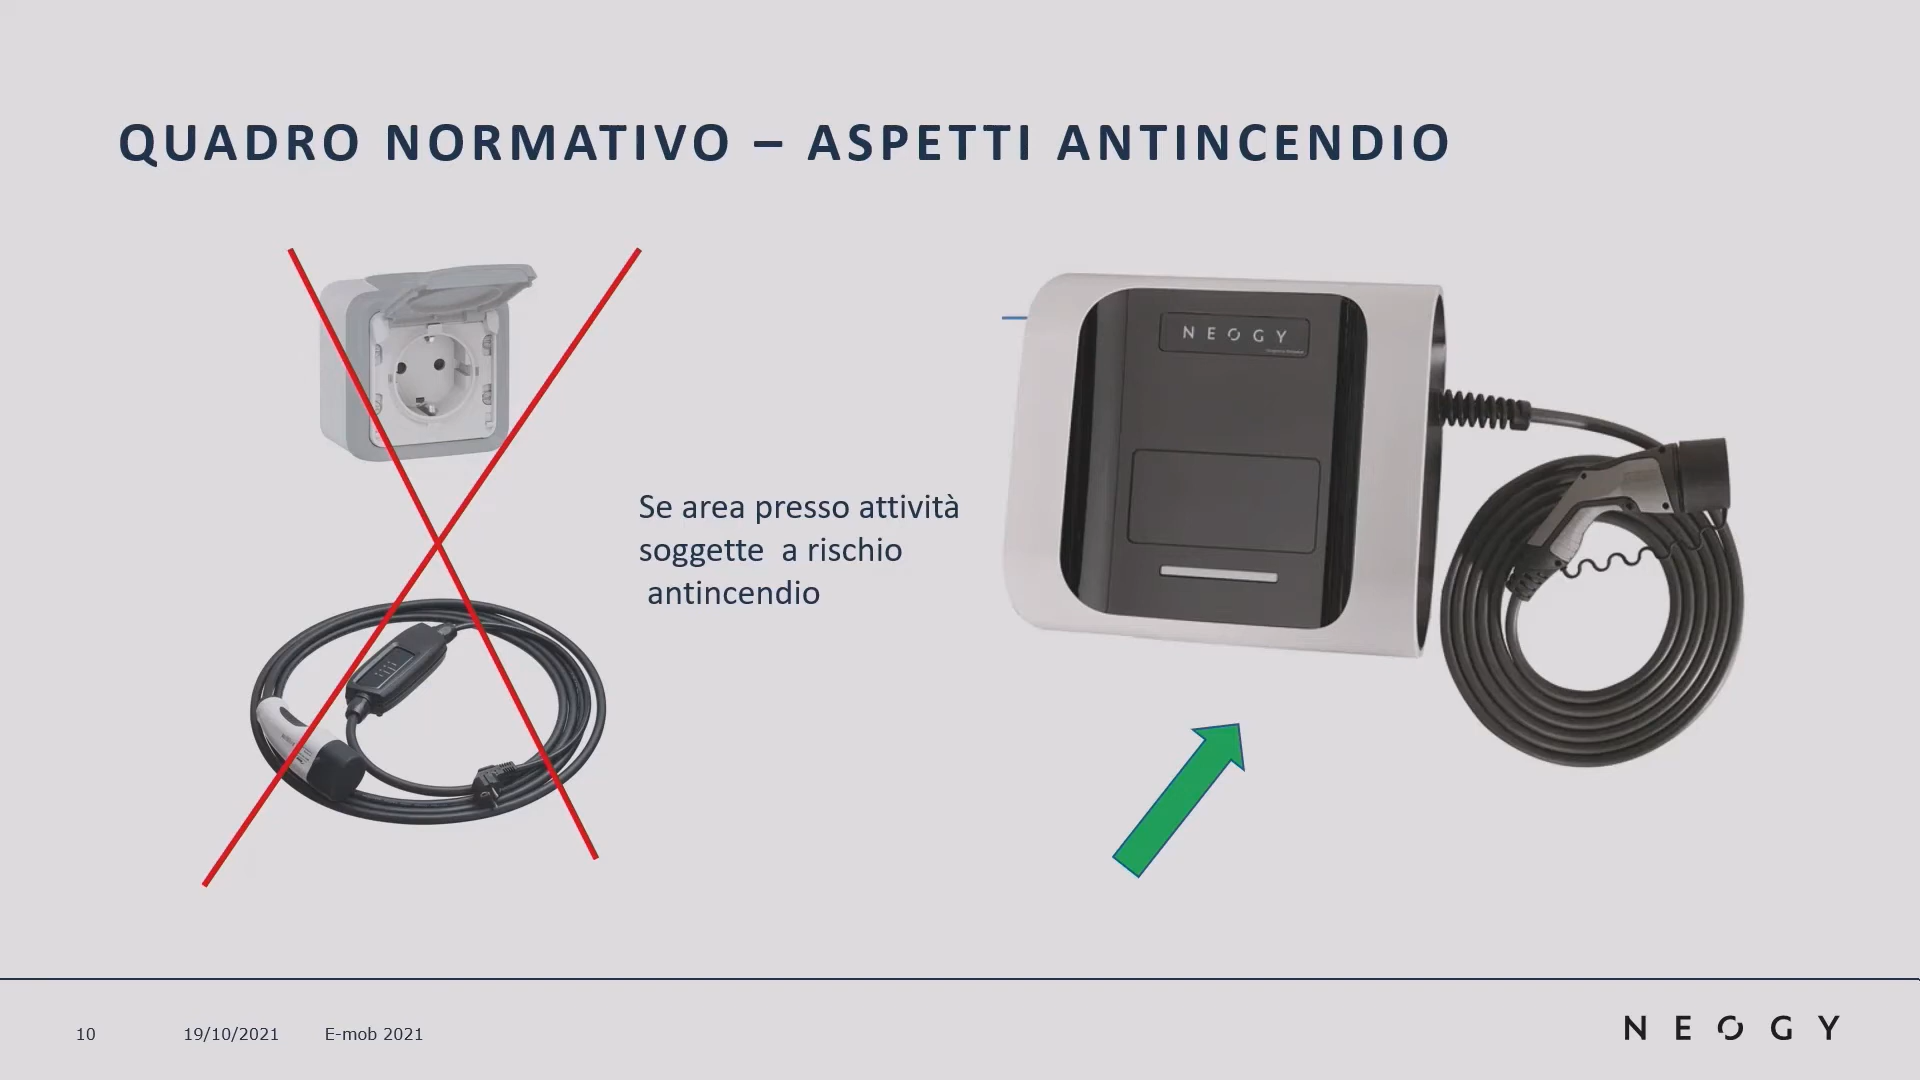 QUADRO NORMATIVO – ASPETTI ANTINCENDIO
NEOGY
Se area presso attività
soggette a rischio
antincendio
10 19/10/2021 E-mob 2021
NEOGY